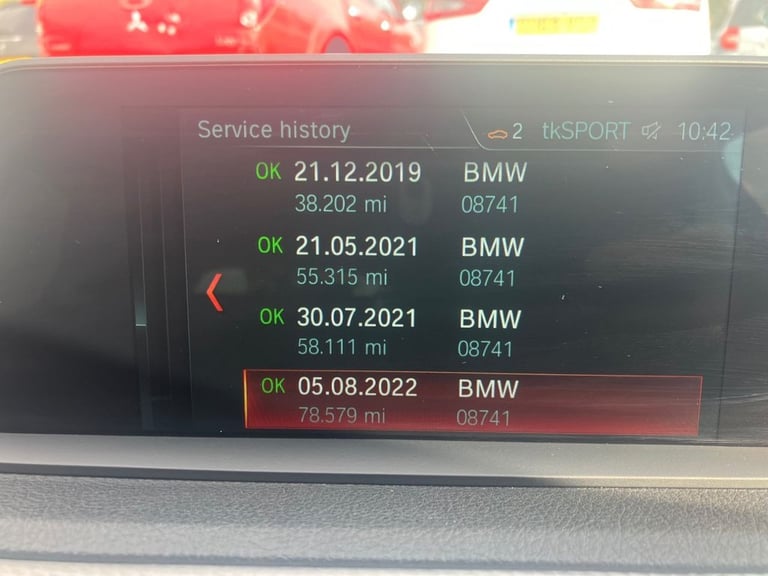 Service history 2 tkSPORT 10:42
OK 21.12.2019 BMW
38.202 mi 08741
OK 21.05.2021 BMW
55.315 mi 08741
OK 30.07.2021 BMW
58.111 mi 08741
OK 05.08.2022 BMW
78.579 mi 08741